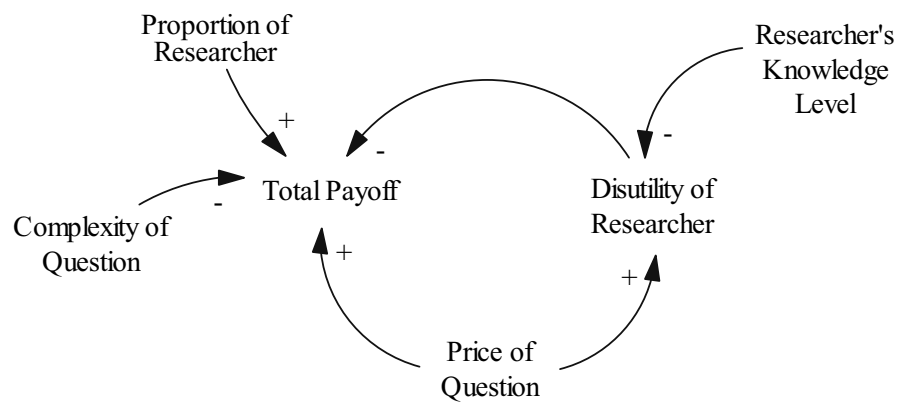 Proportion of
Researcher
+
Researcher's
Knowledge
Level
-
-
Total Payoff
Disutility of
Researcher
-
Complexity of
Question
+
+
Price of
Question